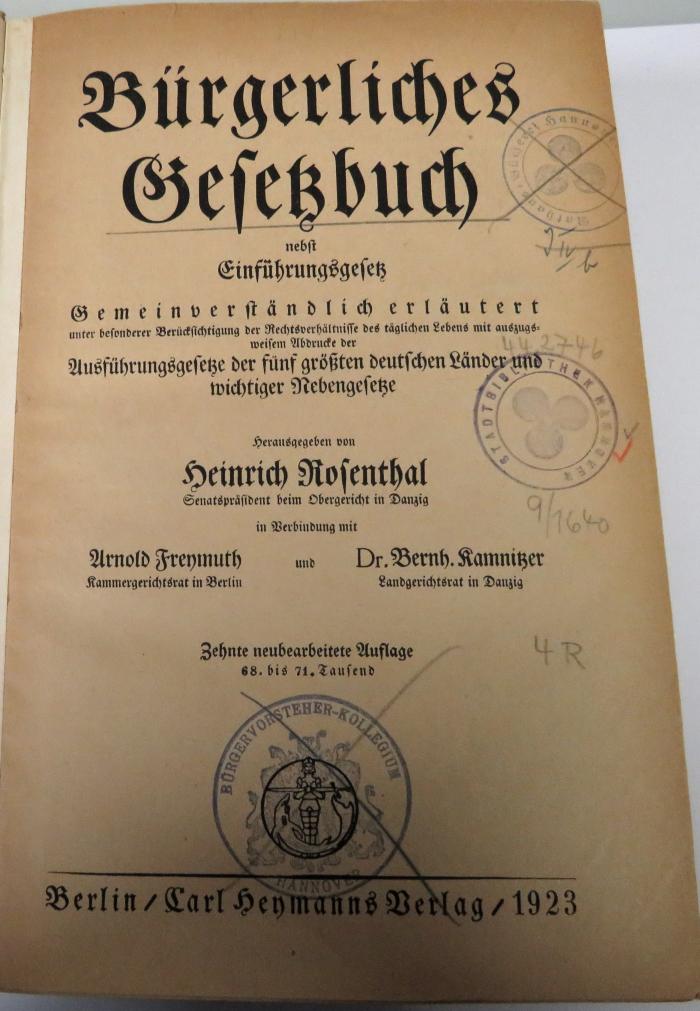 Bürgerliches
Gesetzbuch
nebst
Einführungsgesetz
Gemeinverständlich erläutert
unter besonderer Berücksichtigung der Rechtsverhältnisse des täglichen Lebens mit auszugs-
weisem Abdrucke der
Ausführungsgesetze der fünf größten deutschen Länder und
wichtiger Nebengesetze
442746
STADTBIBLIOTHEK HANNOVER
Herausgegeben von
Heinrich Rosenthal
Senatspräsident beim Obergericht in Danzig
9/1640
in Verbindung mit
Arnold Freymuth und Dr. Bernh. Kamnitzer
Kammergerichtsrat in Berlin Landgerichtsrat in Danzig
Zehnte neubearbeitete Auflage
4 R
68. bis 71. Tausend
BÜRGERVORSTEHER-KOLLEGIUM
HANNOVER
Berlin / Carl Heymanns Verlag / 1923